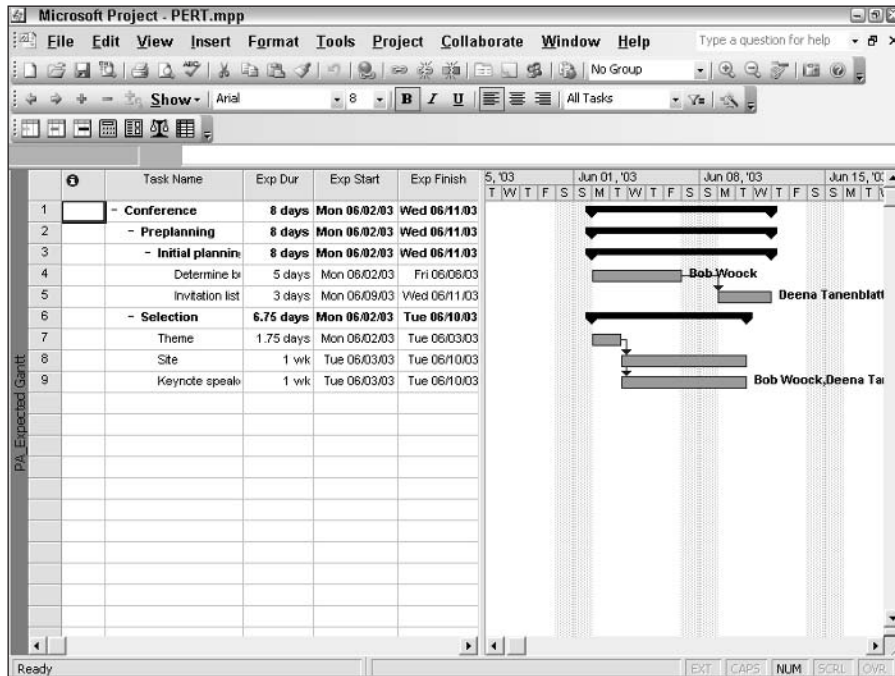 Microsoft Project - PERT.mpp
File Edit View Insert Format Tools Project Collaborate Window Help Type a question for help
No Group
Show Arial 8 B I U All Tasks
Task Name Exp Dur Exp Start Exp Finish 5, '03 Jun 01, '03 Jun 08, '03 Jun 15, '03
T W T F S S M T W T F S S M T W T F S S M T W
1 - Conference 8 days Mon 06/02/03 Wed 06/11/03
2 - Preplanning 8 days Mon 06/02/03 Wed 06/11/03
3 - Initial planning 8 days Mon 06/02/03 Wed 06/11/03
4 Determine b 5 days Mon 06/02/03 Fri 06/06/03 Bob Woock
5 Invitation list 3 days Mon 06/09/03 Wed 06/11/03 Deena Tanenblatt
6 - Selection 6.75 days Mon 06/02/03 Tue 06/10/03
7 Theme 1.75 days Mon 06/02/03 Tue 06/03/03
8 Site 1 wk Tue 06/03/03 Tue 06/10/03
9 Keynote speak 1 wk Tue 06/03/03 Tue 06/10/03 Bob Woock,Deena Ta
PA_Expected Gantt
Ready EXT CAPS NUM SCRL OVR